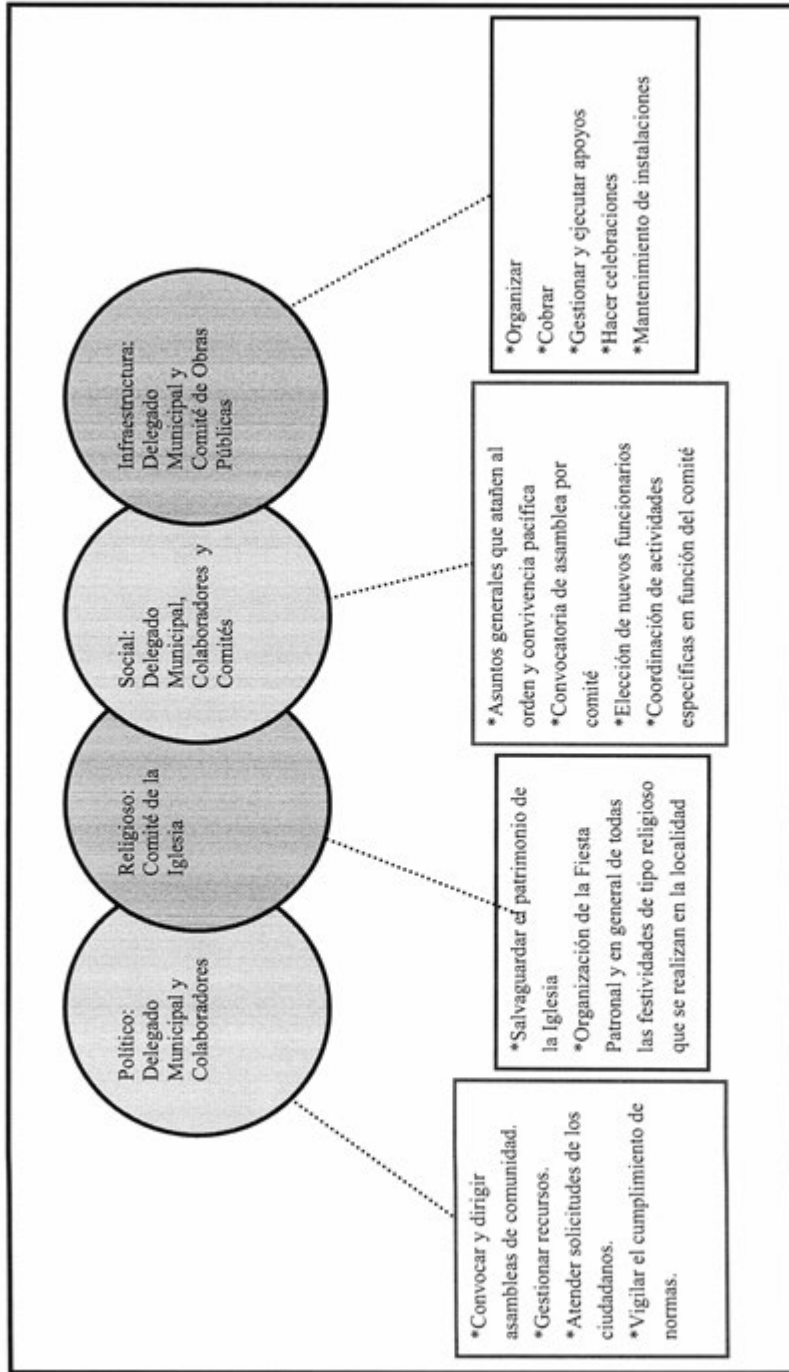 Político:
Delegado
Municipal y
Colaboradores
Religioso:
Comité de la
Iglesia
Social:
Delegado
Municipal,
Colaboradores y
Comités
Infraestructura:
Delegado
Municipal y
Comité de Obras
Públicas
*Convocar y dirigir
asambleas de comunidad.
*Gestionar recursos.
*Atender solicitudes de los
ciudadanos.
*Vigilar el cumplimiento de
normas.
*Salvaguardar el patrimonio de
la Iglesia
*Organización de la Fiesta
Patronal y en general de todas
las festividades de tipo religioso
que se realizan en la localidad
*Asuntos generales que atañen al
orden y convivencia pacífica
*Convocatoria de asamblea por
comité
*Elección de nuevos funcionarios
*Coordinación de actividades
específicas en función del comité
*Organizar
*Cobrar
*Gestionar y ejecutar apoyos
*Hacer celebraciones
*Mantenimiento de instalaciones